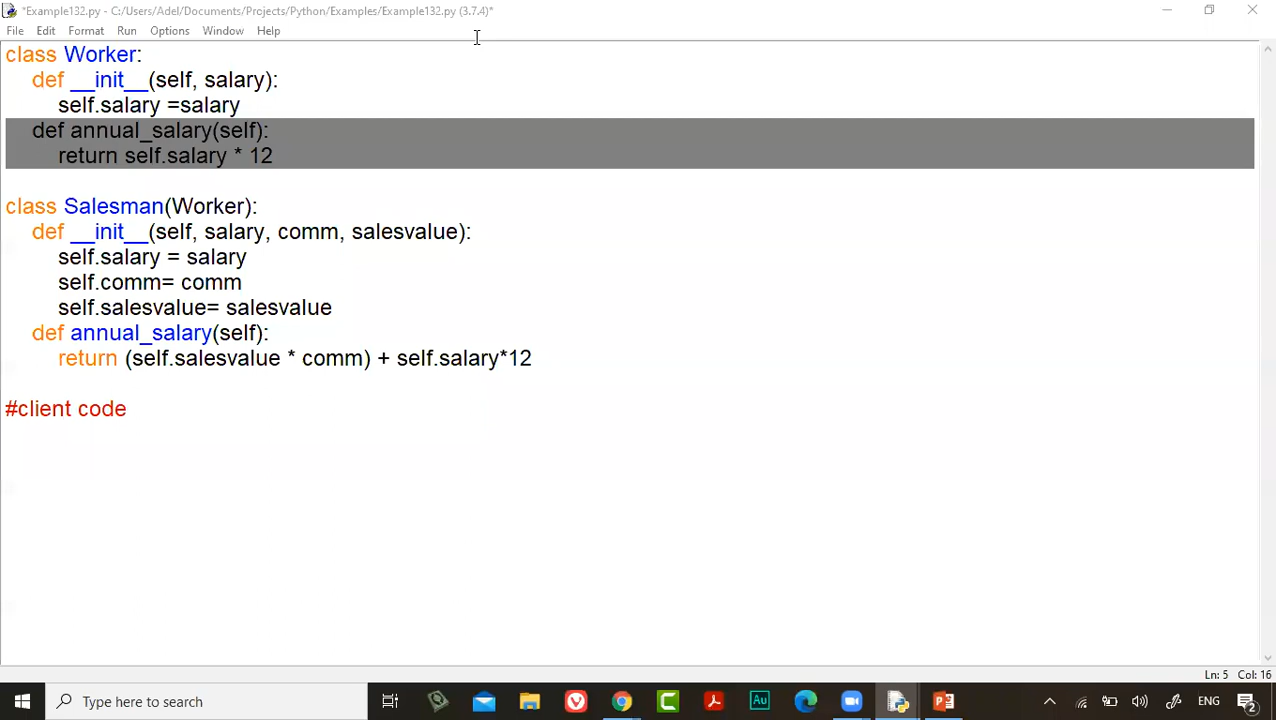 *Example132.py - C:/Users/Adel/Documents/Projects/Python/Examples/Example132.py (3.7.4)*
File Edit Format Run Options Window Help
class Worker:
    def __init__(self, salary):
        self.salary =salary
    def annual_salary(self):
        return self.salary * 12
class Salesman(Worker):
    def __init__(self, salary, comm, salesvalue):
        self.salary = salary
        self.comm= comm
        self.salesvalue= salesvalue
    def annual_salary(self):
        return (self.salesvalue * comm) + self.salary*12
#client code
Ln: 5 Col: 16
Type here to search
Au
ENG
2